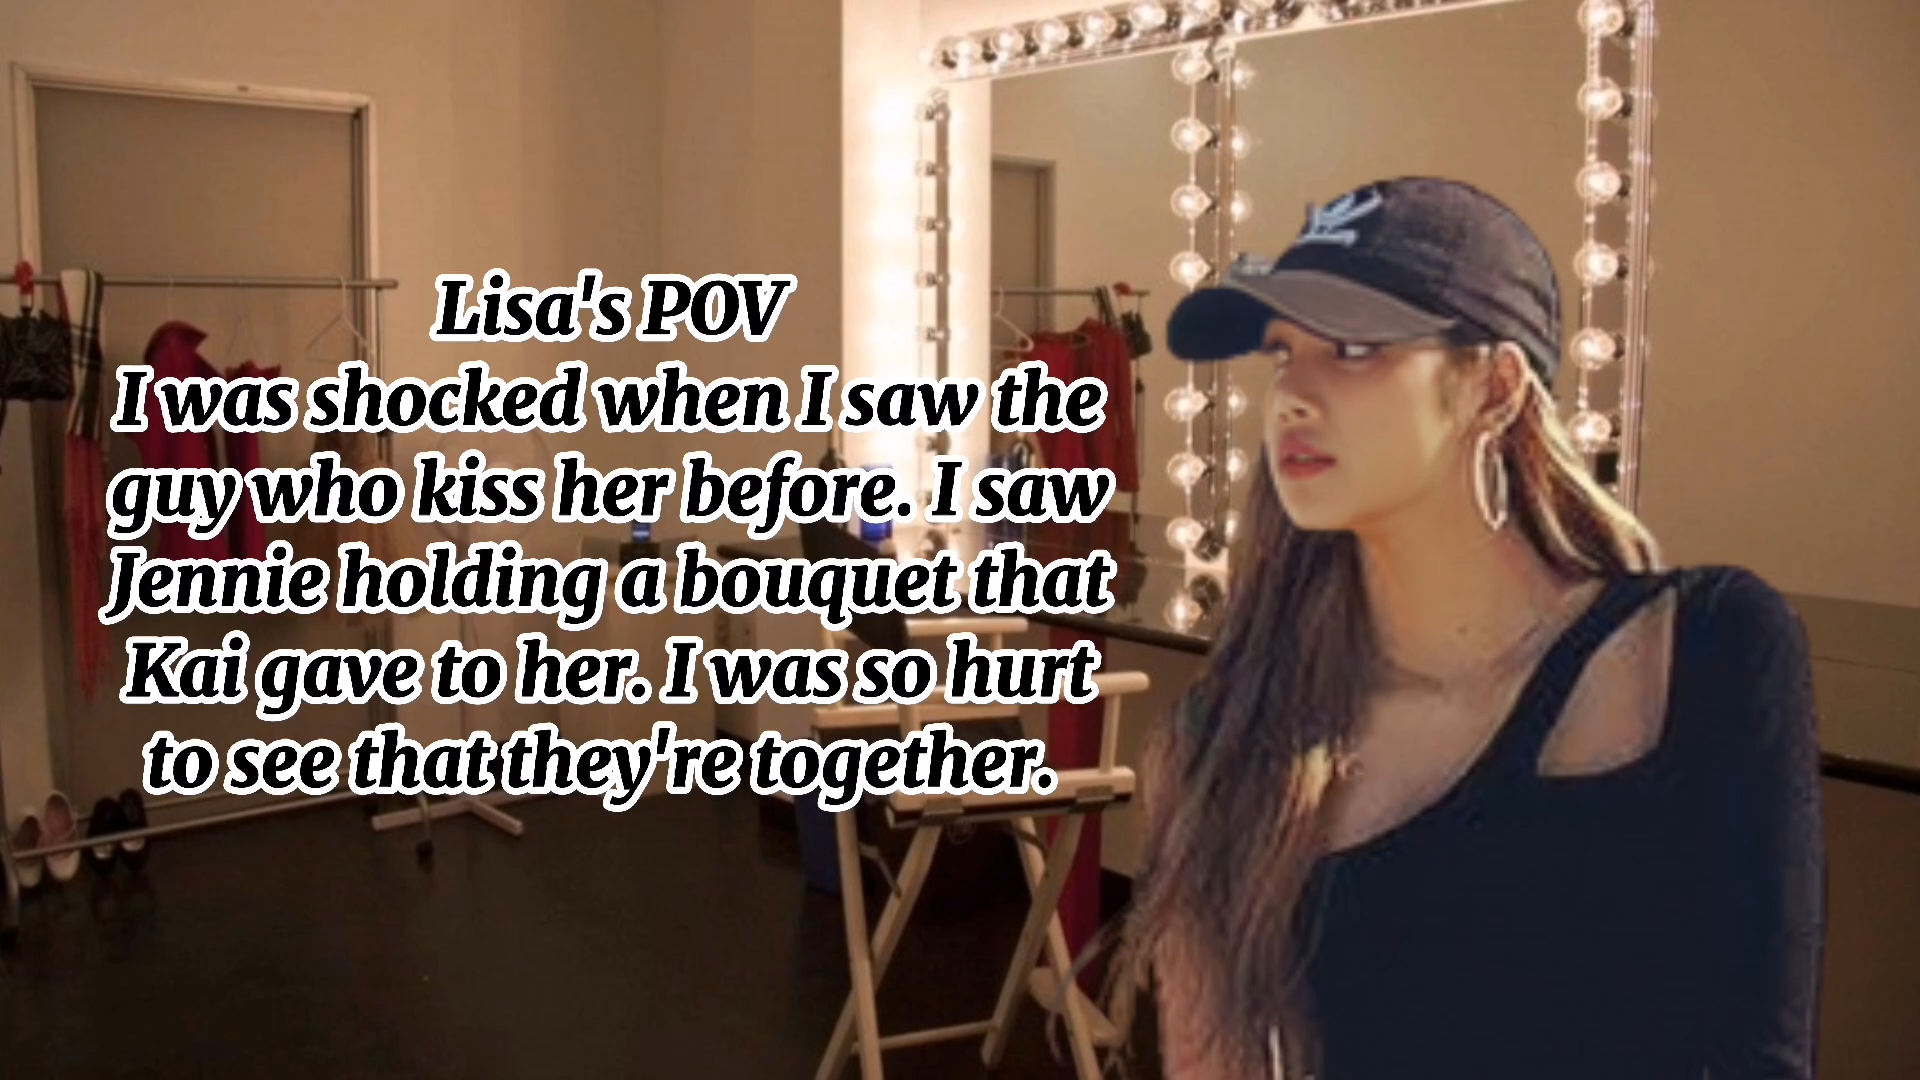 Lisa's POV
I was shocked when I saw the
guy who kiss her before. I saw
Jennie holding a bouquet that
Kai gave to her. I was so hurt
to see that they're together.